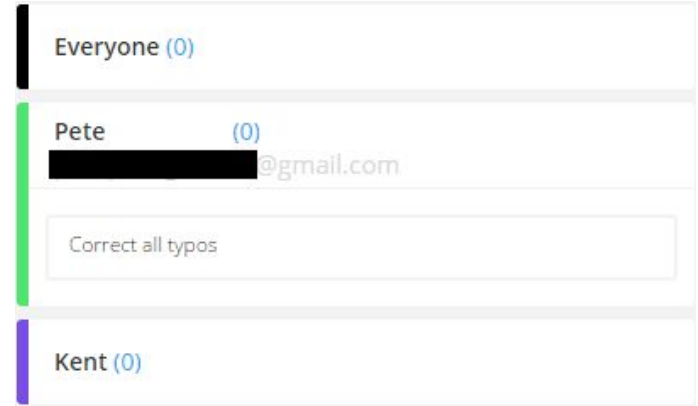 Everyone (0)
Pete (0)
@gmail.com
Correct all typos
Kent (0)